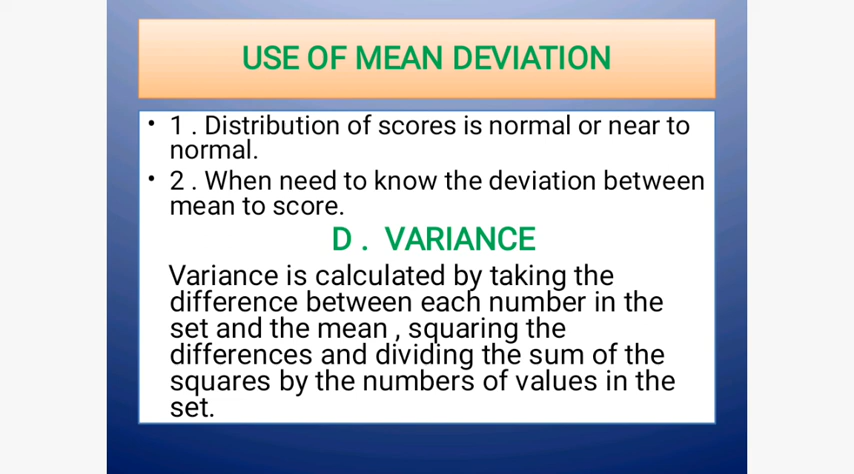 USE OF MEAN DEVIATION
• 1 . Distribution of scores is normal or near to
normal.
• 2 . When need to know the deviation between
mean to score.
D . VARIANCE
Variance is calculated by taking the
difference between each number in the
set and the mean , squaring the
differences and dividing the sum of the
squares by the numbers of values in the
set.